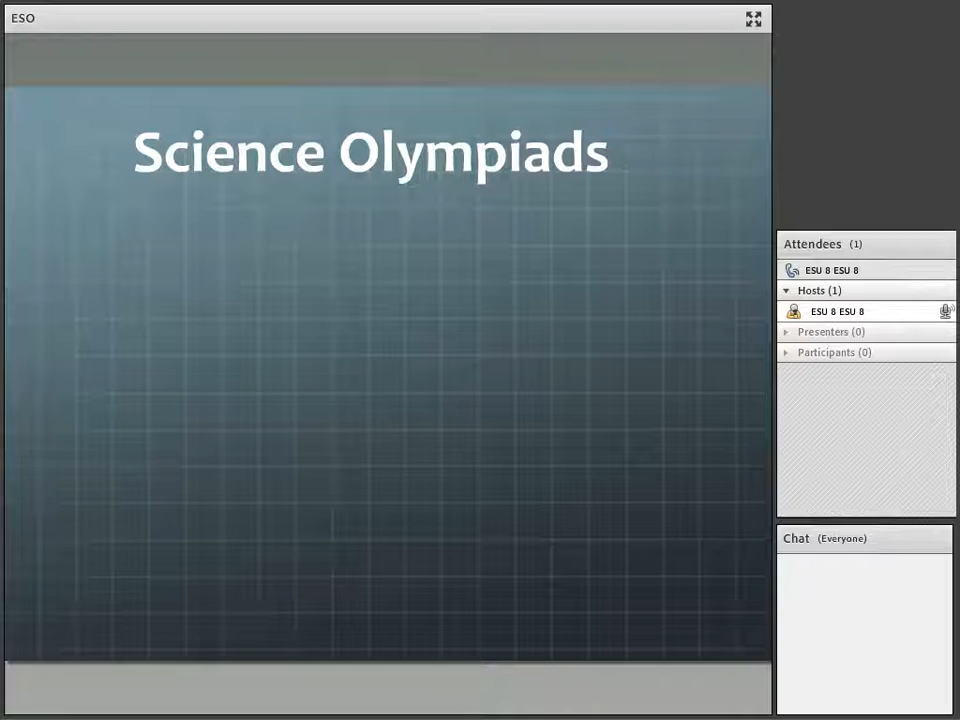 ESO
Science Olympiads
Attendees (1)
ESU 8 ESU 8
Hosts (1)
ESU 8 ESU 8
Presenters (0)
Participants (0)
Chat (Everyone)